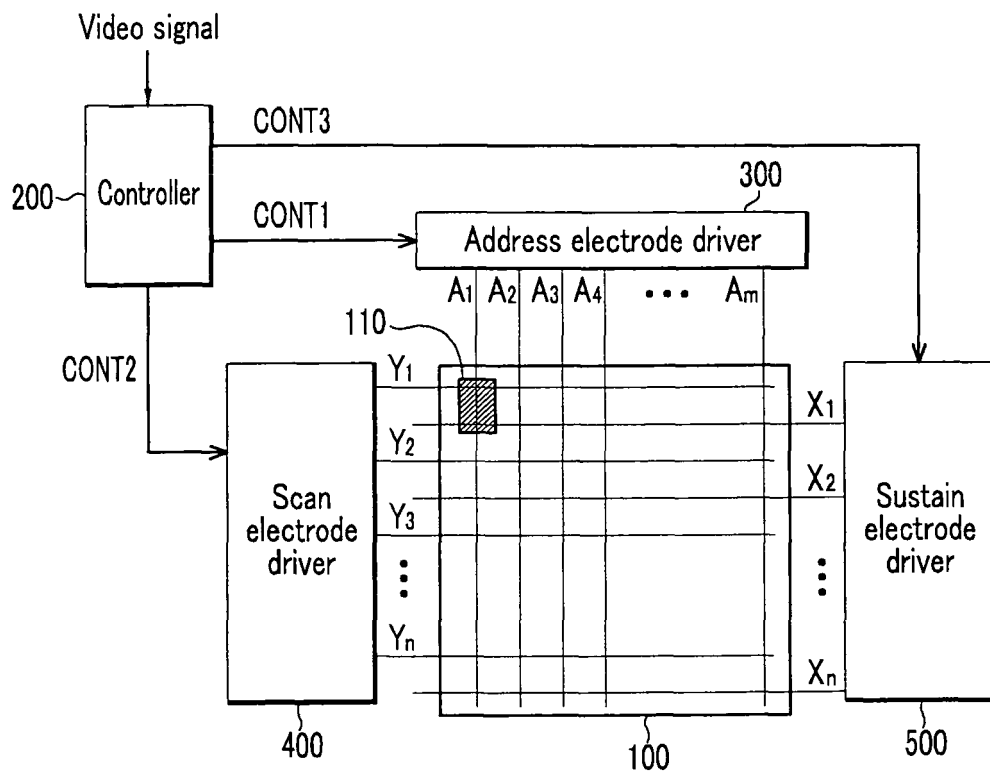 Video signal
CONT3
200
Controller
CONT1
300
Address electrode driver
A1 A2 A3 A4 ••• Am
110
CONT2
Y1
X1
Y2
X2
Scan
electrode
driver
Y3
Sustain
electrode
driver
Yn
Xn
400
100
500